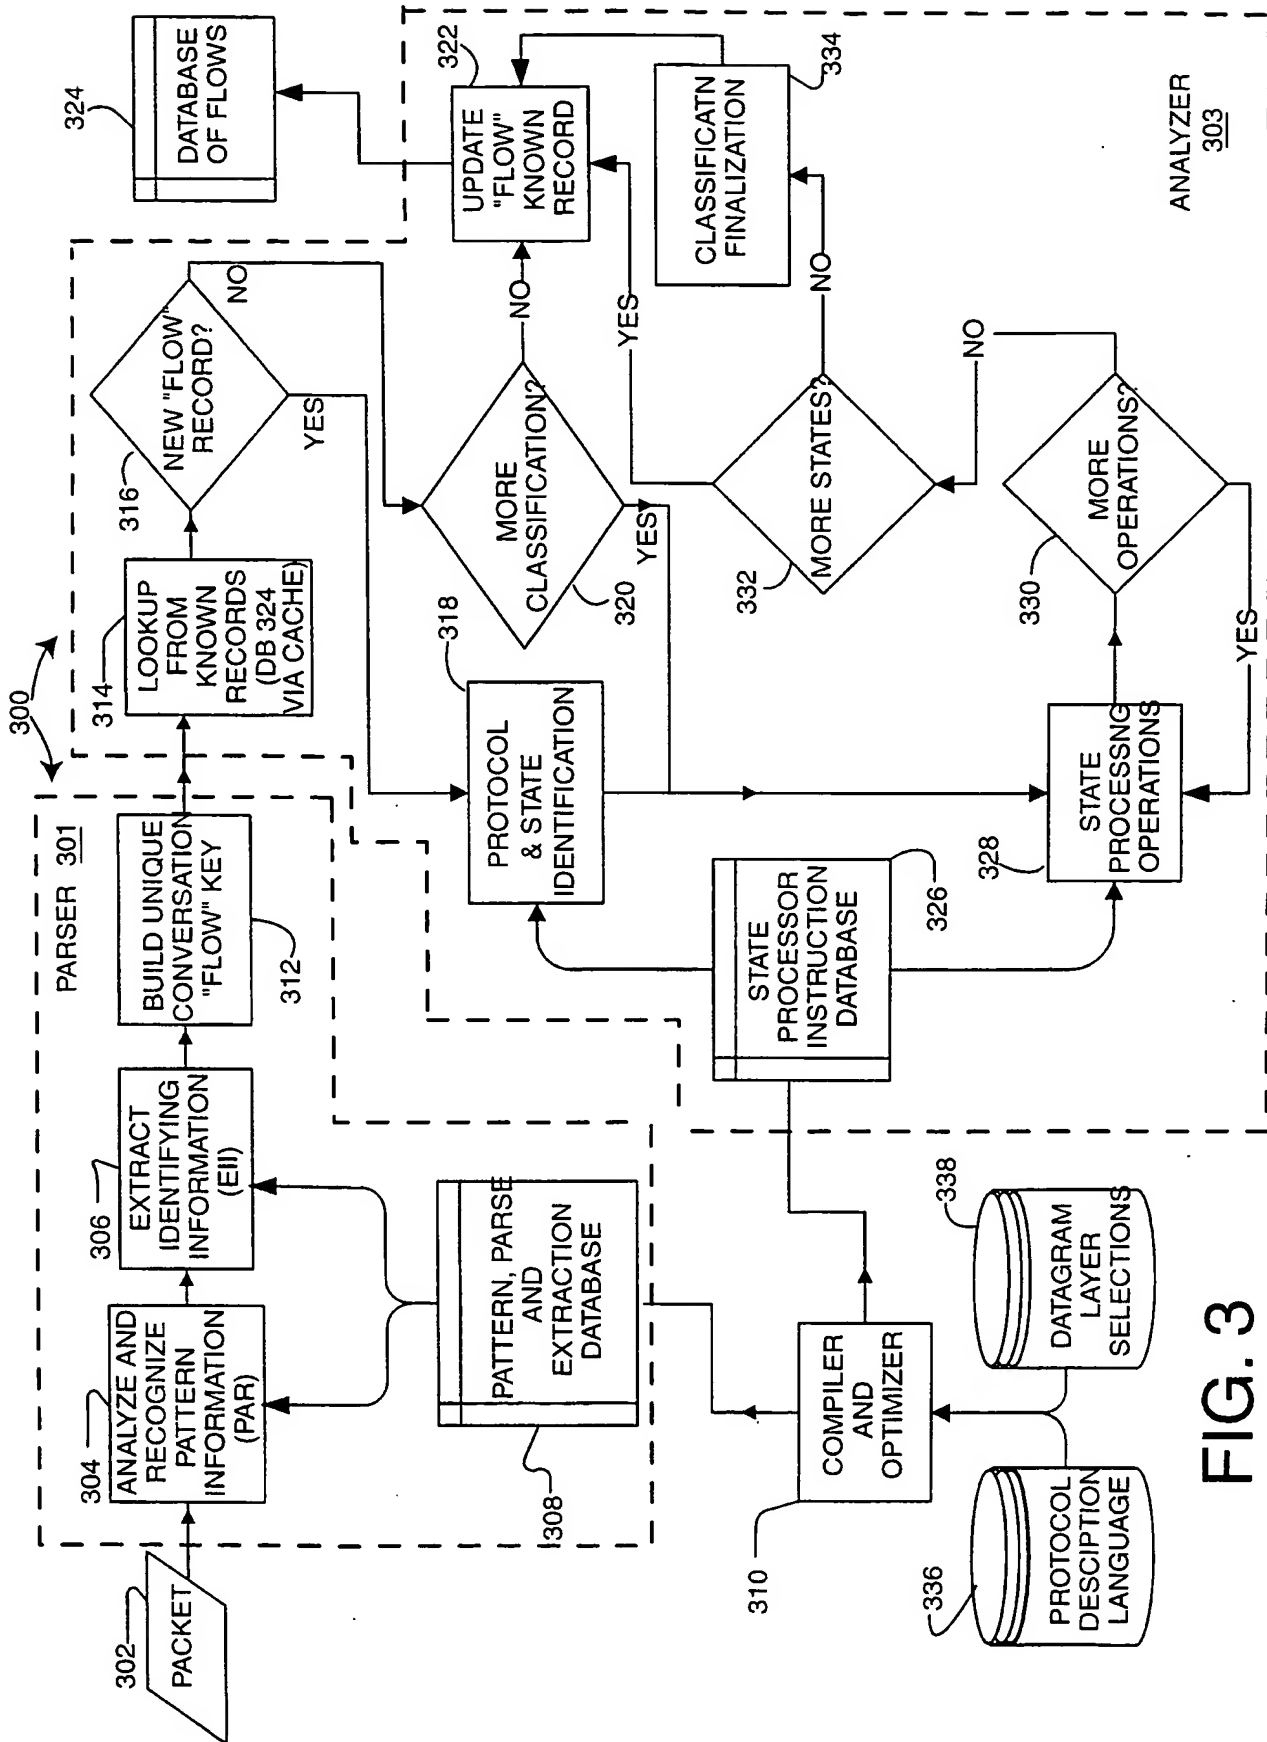 300
PARSER 301
302
PACKET
304
ANALYZE AND
RECOGNIZE
PATTERN
INFORMATION
(PAR)
306
EXTRACT
IDENTIFYING
INFORMATION
(EII)
BUILD UNIQUE
CONVERSATION
"FLOW" KEY
312
314
LOOKUP
FROM
KNOWN
RECORDS
(DB 324
VIA CACHE)
316
NEW "FLOW"
RECORD?
NO
YES
324
DATABASE
OF FLOWS
PATTERN, PARSE
AND
EXTRACTION
DATABASE
308
318
PROTOCOL
& STATE
IDENTIFICATION
MORE
CLASSIFICATION?
320
NO
YES
322
UPDATE
"FLOW"
KNOWN
RECORD
YES
CLASSIFICATN
FINALIZATION
334
NO
MORE STATES?
332
NO
STATE
PROCESSOR
INSTRUCTION
DATABASE
326
310
COMPILER
AND
OPTIMIZER
328
STATE
PROCESSNG
OPERATIONS
330
MORE
OPERATIONS?
YES
336
PROTOCOL
DESCIPTION
LANGUAGE
338
DATAGRAM
LAYER
SELECTIONS
ANALYZER
303
FIG. 3